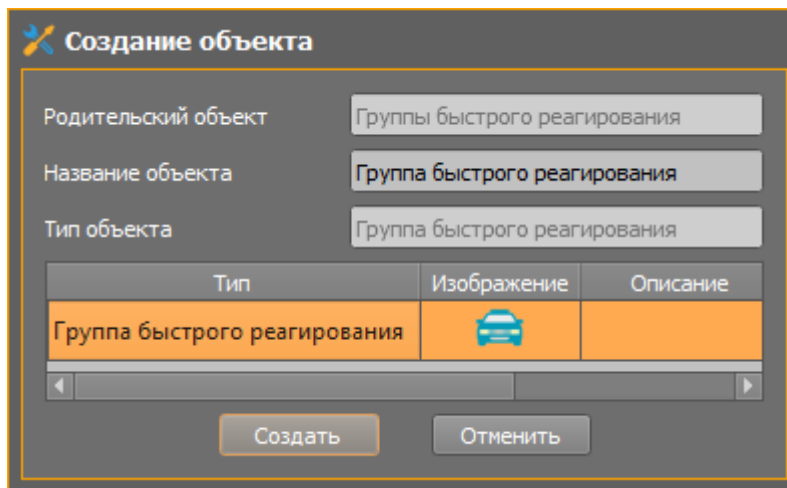 Создание объекта
Родительский объект Группы быстрого реагирования
Название объекта Группа быстрого реагирования
Тип объекта Группа быстрого реагирования
Тип Изображение Описание
Группа быстрого реагирования
Создать Отменить